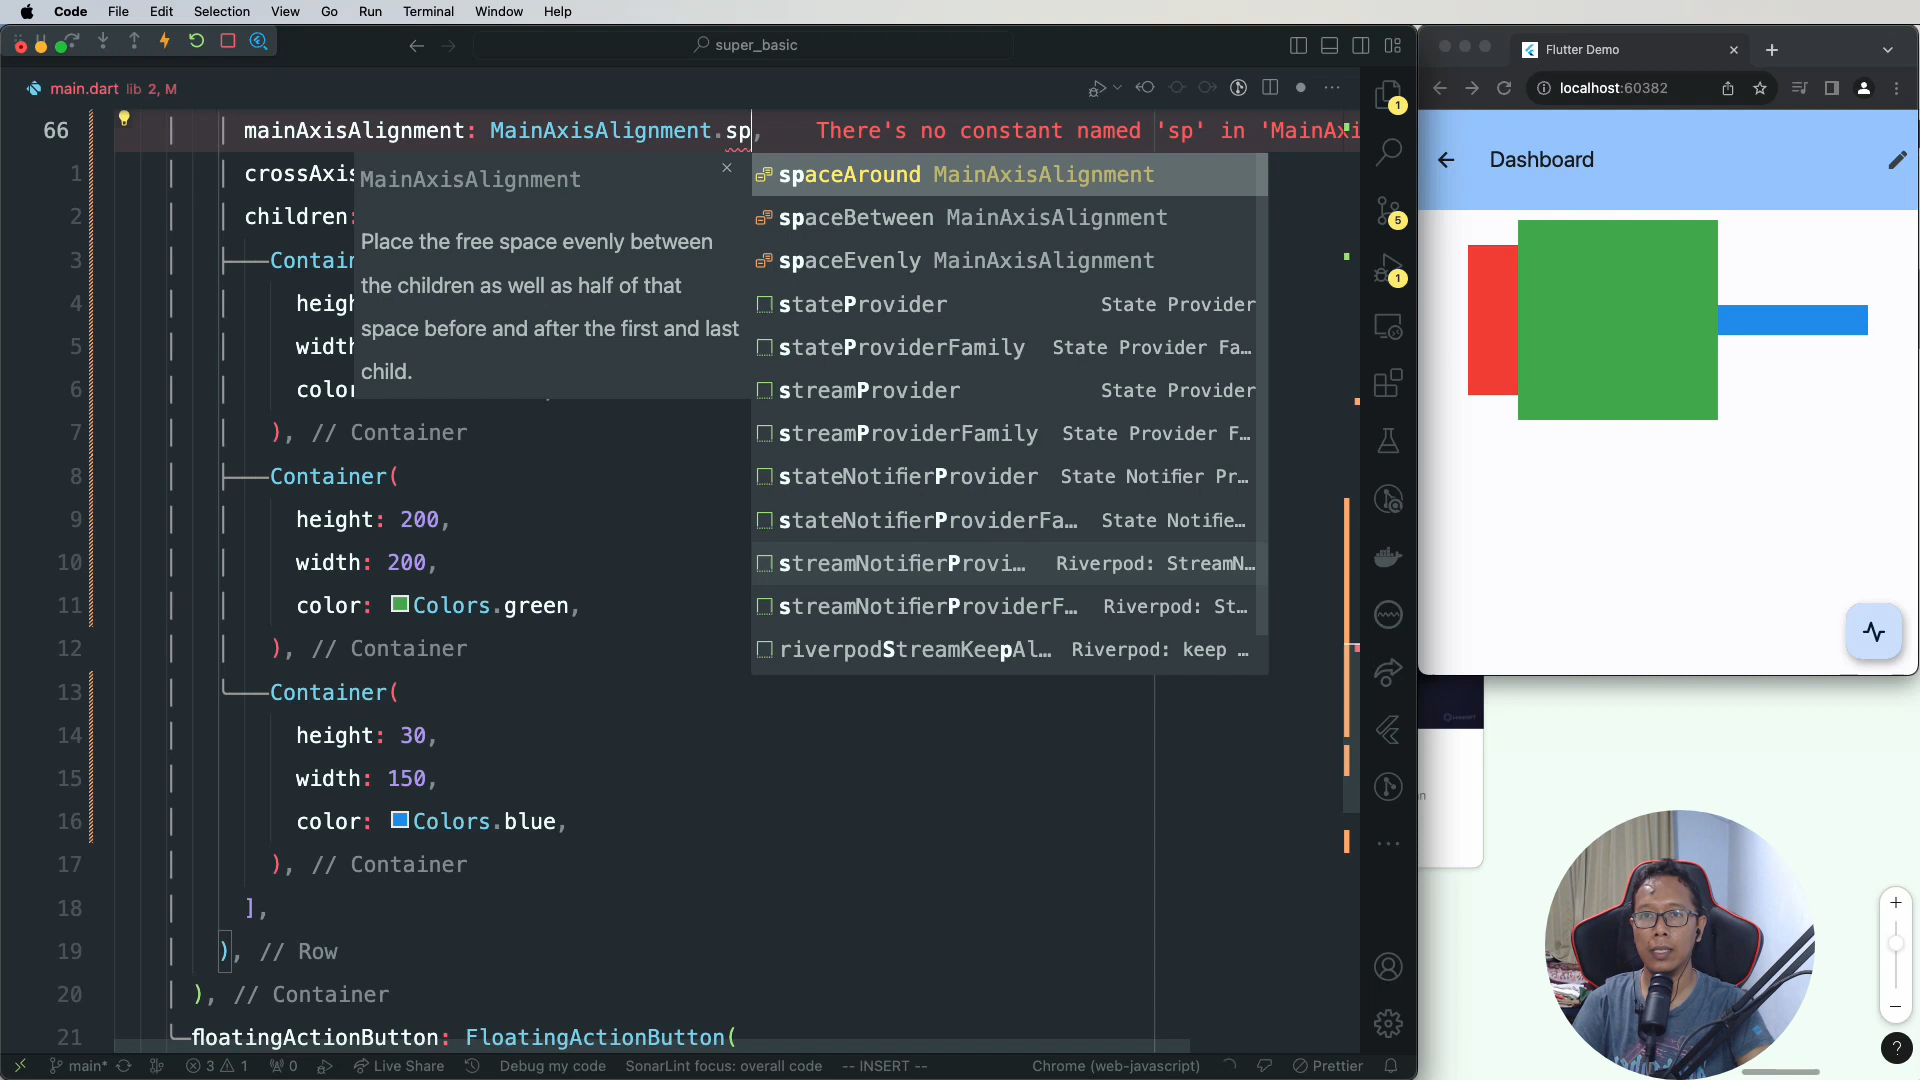 Code File Edit Selection View Go Run Terminal Window Help
super_basic
main.dart lib 2, M
66 mainAxisAlignment: MainAxisAlignment.sp, There's no constant named 'sp' in 'MainAxi
1 crossAxis
2 children:
3 Contain
4 heigh
5 width
6 color
7 ), // Container
8 Container(
9 height: 200,
10 width: 200,
11 color: Colors.green,
12 ), // Container
13 Container(
14 height: 30,
15 width: 150,
16 color: Colors.blue,
17 ), // Container
18 ],
19 ), // Row
20 ), // Container
21 floatingActionButton: FloatingActionButton(
MainAxisAlignment
Place the free space evenly between
the children as well as half of that
space before and after the first and last
child.
spaceAround MainAxisAlignment
spaceBetween MainAxisAlignment
spaceEvenly MainAxisAlignment
stateProvider State Provider
stateProviderFamily State Provider Fa…
streamProvider State Provider
streamProviderFamily State Provider F…
stateNotifierProvider State Notifier Pr…
stateNotifierProviderFa… State Notifie…
streamNotifierProvi… Riverpod: StreamN…
streamNotifierProviderF… Riverpod: St…
riverpodStreamKeepAl… Riverpod: keep …
1
5
1
main* 3 1 0 Live Share Debug my code SonarLint focus: overall code -- INSERT -- Chrome (web-javascript) Prettier
Flutter Demo
localhost:60382
Dashboard
+
−
?